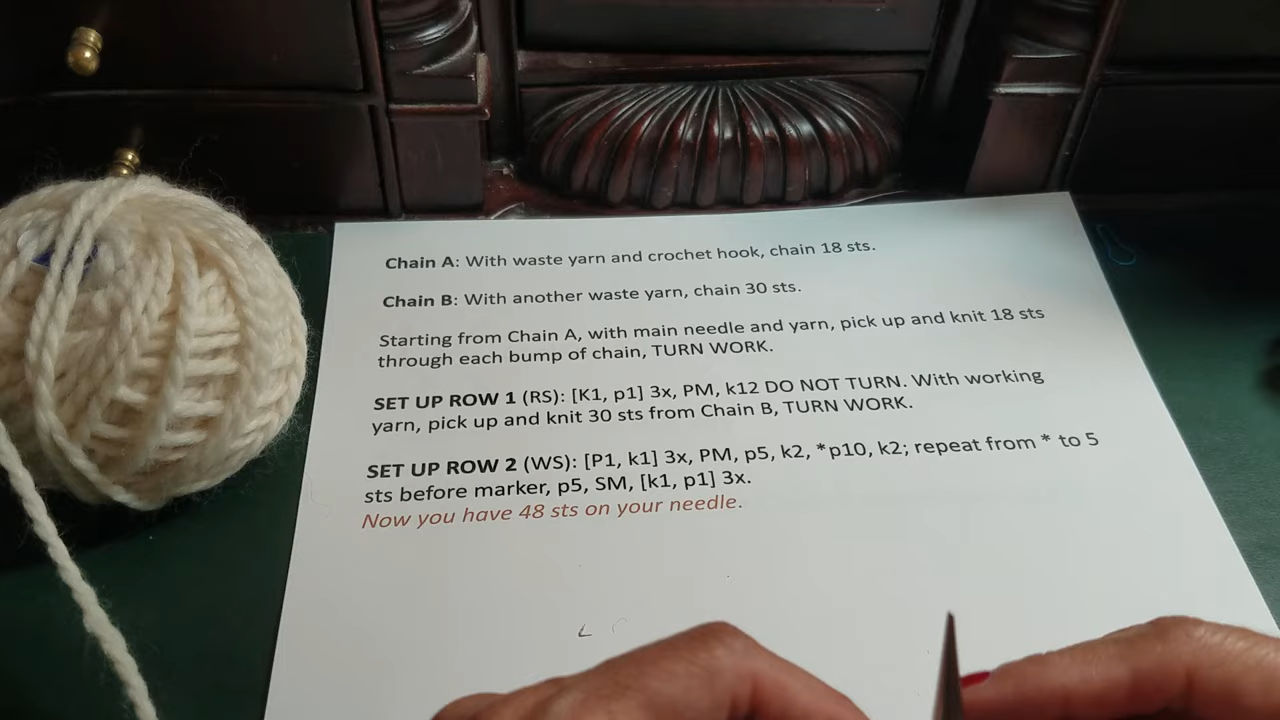 Chain A: With waste yarn and crochet hook, chain 18 sts.
Chain B: With another waste yarn, chain 30 sts.
Starting from Chain A, with main needle and yarn, pick up and knit 18 sts
through each bump of chain, TURN WORK.
SET UP ROW 1 (RS): [K1, p1] 3x, PM, k12 DO NOT TURN. With working
yarn, pick up and knit 30 sts from Chain B, TURN WORK.
SET UP ROW 2 (WS): [P1, k1] 3x, PM, p5, k2, *p10, k2; repeat from * to 5
sts before marker, p5, SM, [k1, p1] 3x.
Now you have 48 sts on your needle.